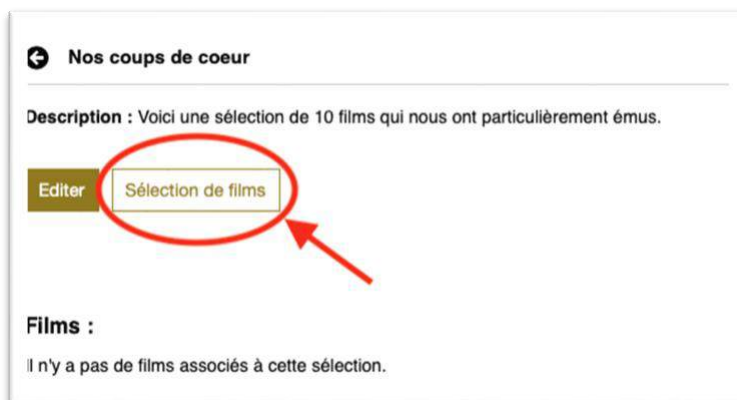 Nos coups de coeur
Description : Voici une sélection de 10 films qui nous ont particulièrement émus.
Editer Sélection de films
Films :
Il n'y a pas de films associés à cette sélection.